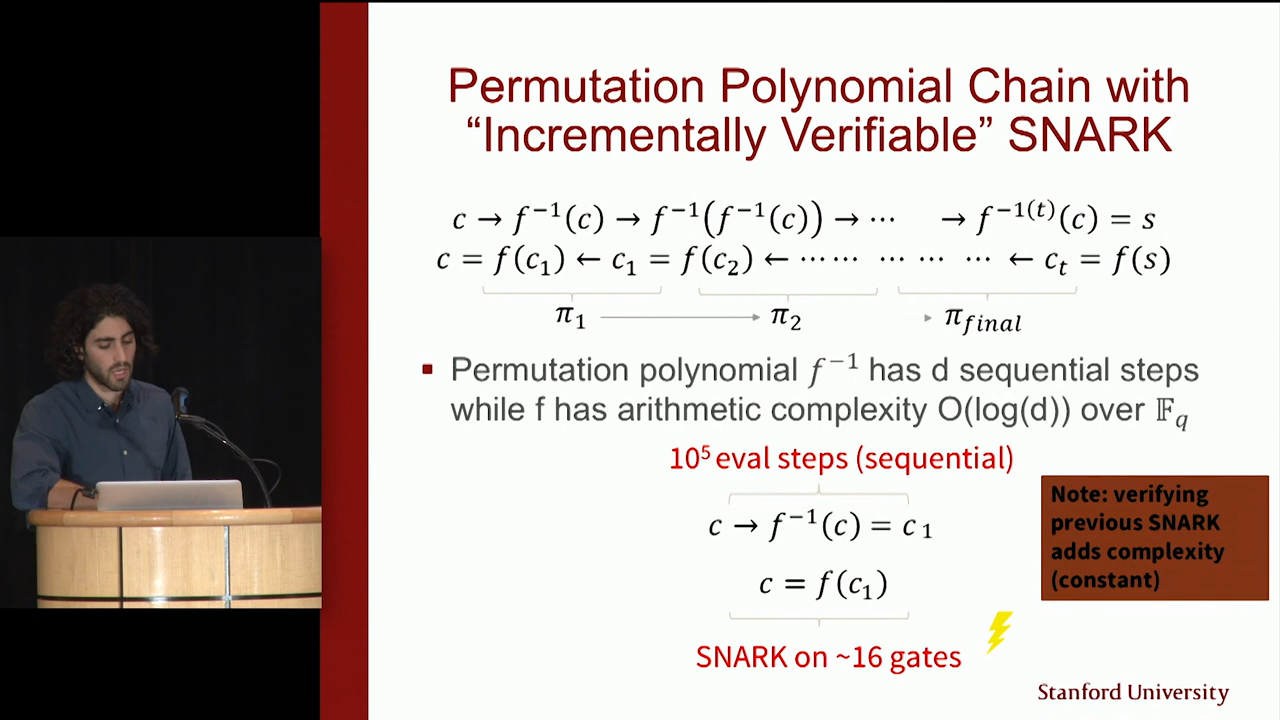 Permutation Polynomial Chain with
“Incrementally Verifiable” SNARK
c → f⁻¹(c) → f⁻¹(f⁻¹(c)) → ⋯ → f⁻¹⁽ᵗ⁾(c) = s
c = f(c₁) ← c₁ = f(c₂) ← ⋯⋯ ⋯ ⋯ ⋯ ← cₜ = f(s)
π₁ → π₂ ▸ π_final
▪ Permutation polynomial f⁻¹ has d sequential steps
while f has arithmetic complexity O(log(d)) over 𝔽_q
10⁵ eval steps (sequential)
c → f⁻¹(c) = c₁
c = f(c₁)
SNARK on ~16 gates
Note: verifying
previous SNARK
adds complexity
(constant)
Stanford University